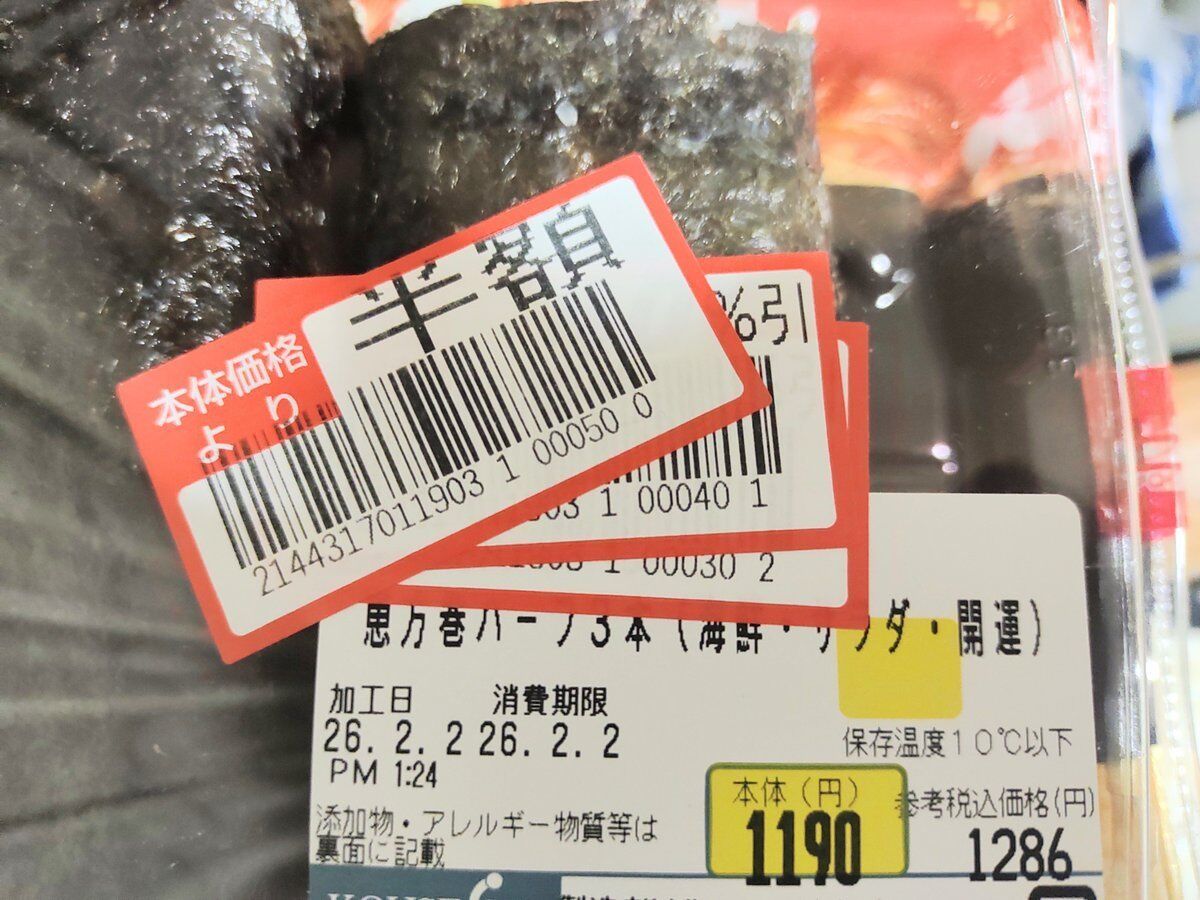 半額
本体価格
より
2144317011903 1 00050 0
%引
03 1 00040 1
1 00030 2
恵方巻ハーフ3本(海鮮・サラダ・開運)
加工日 消費期限
26.2.2 26.2.2
PM 1:24
保存温度10℃以下
添加物・アレルギー物質等は
裏面に記載
本体(円)
1190
参考税込価格(円)
1286